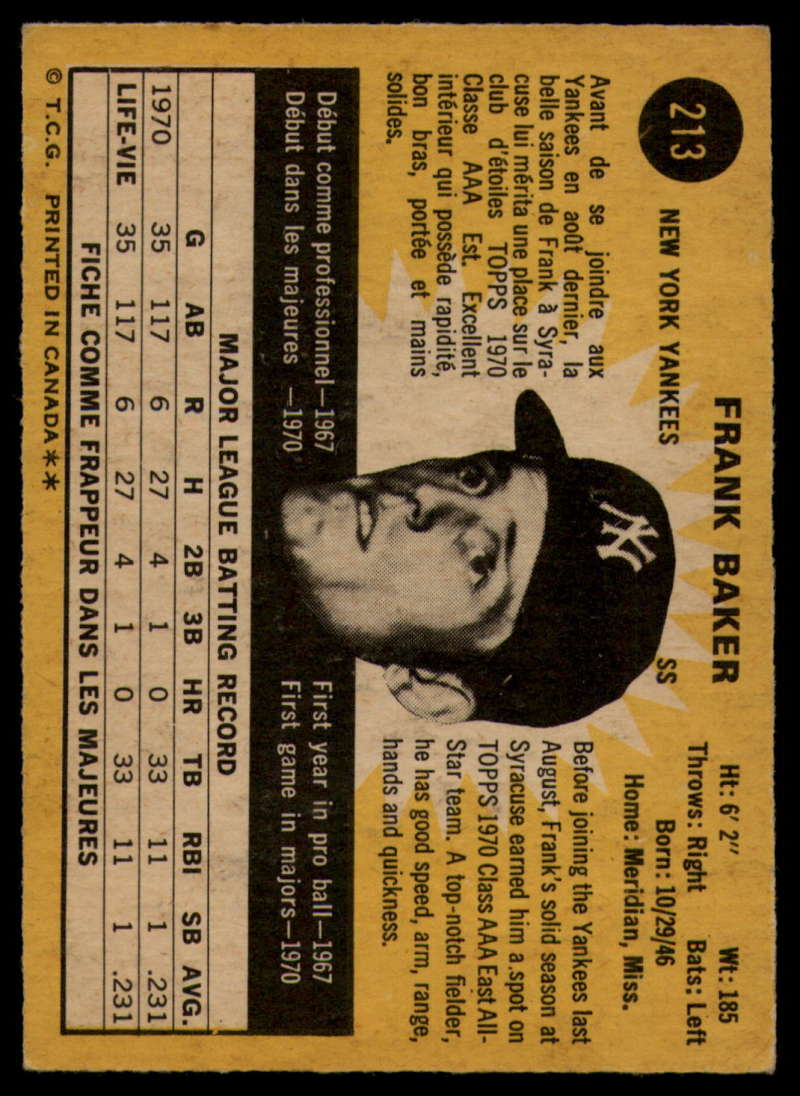 213
FRANK BAKER
NEW YORK YANKEES
SS
Ht: 6' 2" Wt: 185
Throws: Right Bats: Left
Born: 10/29/46
Home: Meridian, Miss.
Avant de se joindre aux
Yankees en août dernier, la
belle saison de Frank à Syra-
cuse lui mérita une place sur le
club d'étoiles TOPPS 1970
Classe AAA Est. Excellent
intérieur qui possède rapidité,
bon bras, portée et mains
solides.
NY
Before joining the Yankees last
August, Frank's solid season at
Syracuse earned him a spot on
TOPPS 1970 Class AAA East All-
Star team. A top-notch fielder,
he has good speed, arm, range,
hands and quickness.
Début comme professionnel—1967
Début dans les majeures —1970
First year in pro ball—1967
First game in majors—1970
MAJOR LEAGUE BATTING RECORD
G AB R H 2B 3B HR TB RBI SB AVG.
1970 35 117 6 27 4 1 0 33 11 1 .231
LIFE-VIE 35 117 6 27 4 1 0 33 11 1 .231
FICHE COMME FRAPPEUR DANS LES MAJEURES
© T.C.G. PRINTED IN CANADA**